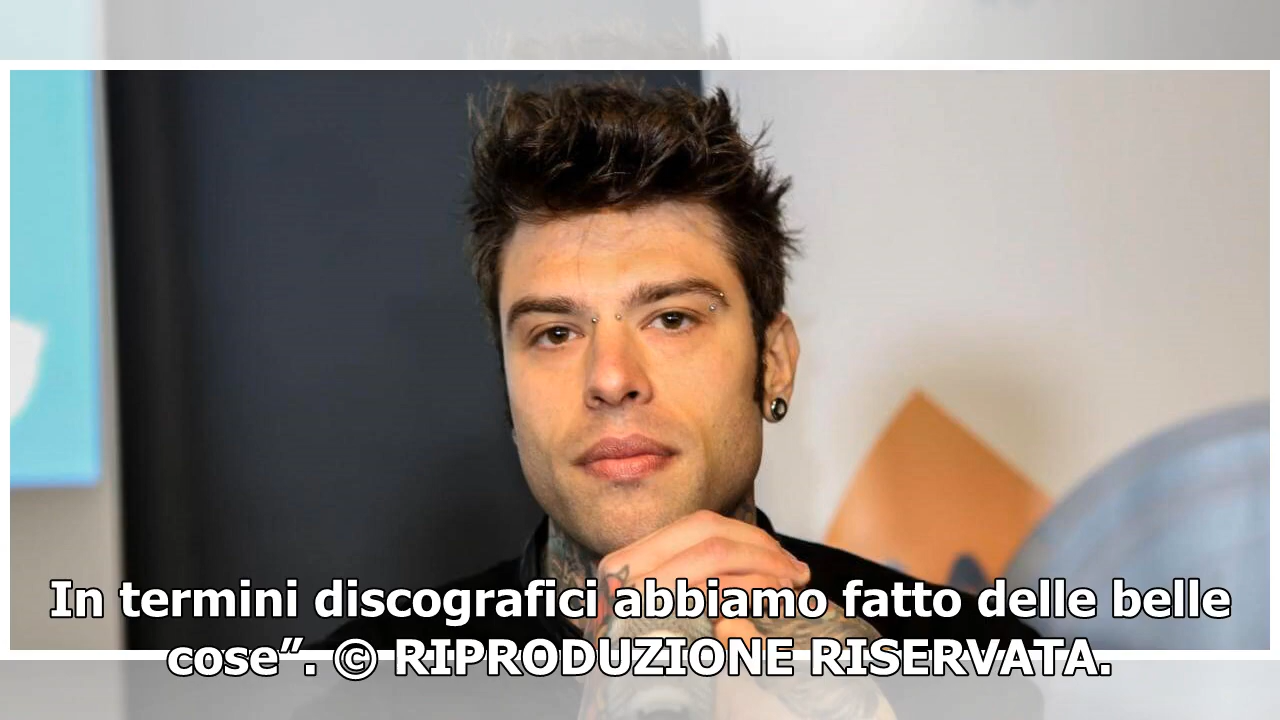 In termini discografici abbiamo fatto delle belle
cose”. © RIPRODUZIONE RISERVATA.